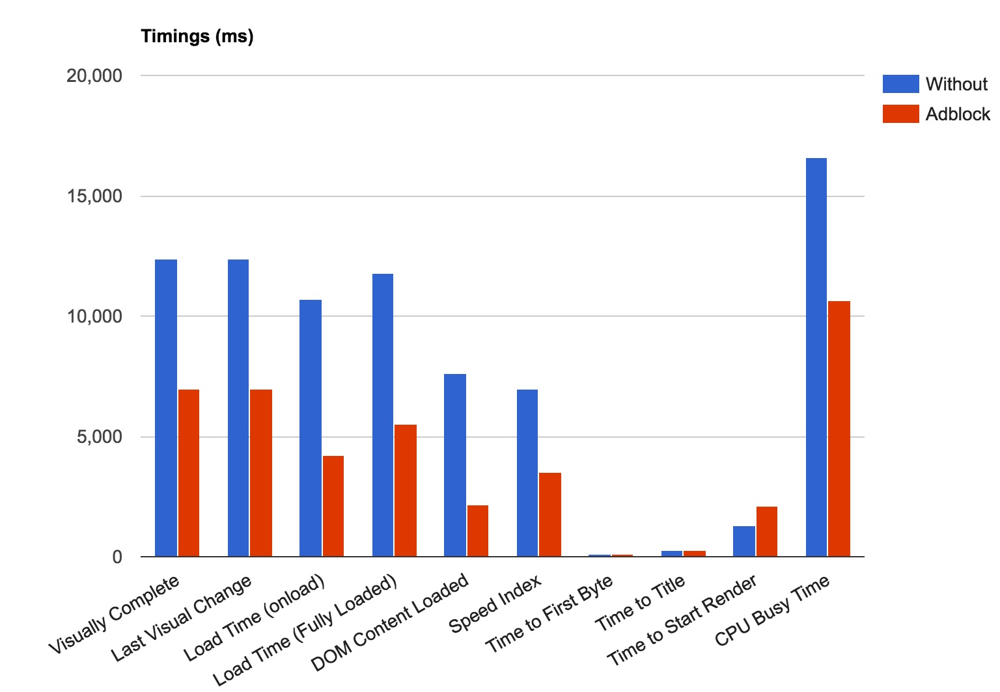 Timings (ms)
20,000
15,000
10,000
5,000
0
Without
Adblock
Visually Complete
Last Visual Change
Load Time (onload)
Load Time (Fully Loaded)
DOM Content Loaded
Speed Index
Time to First Byte
Time to Title
Time to Start Render
CPU Busy Time